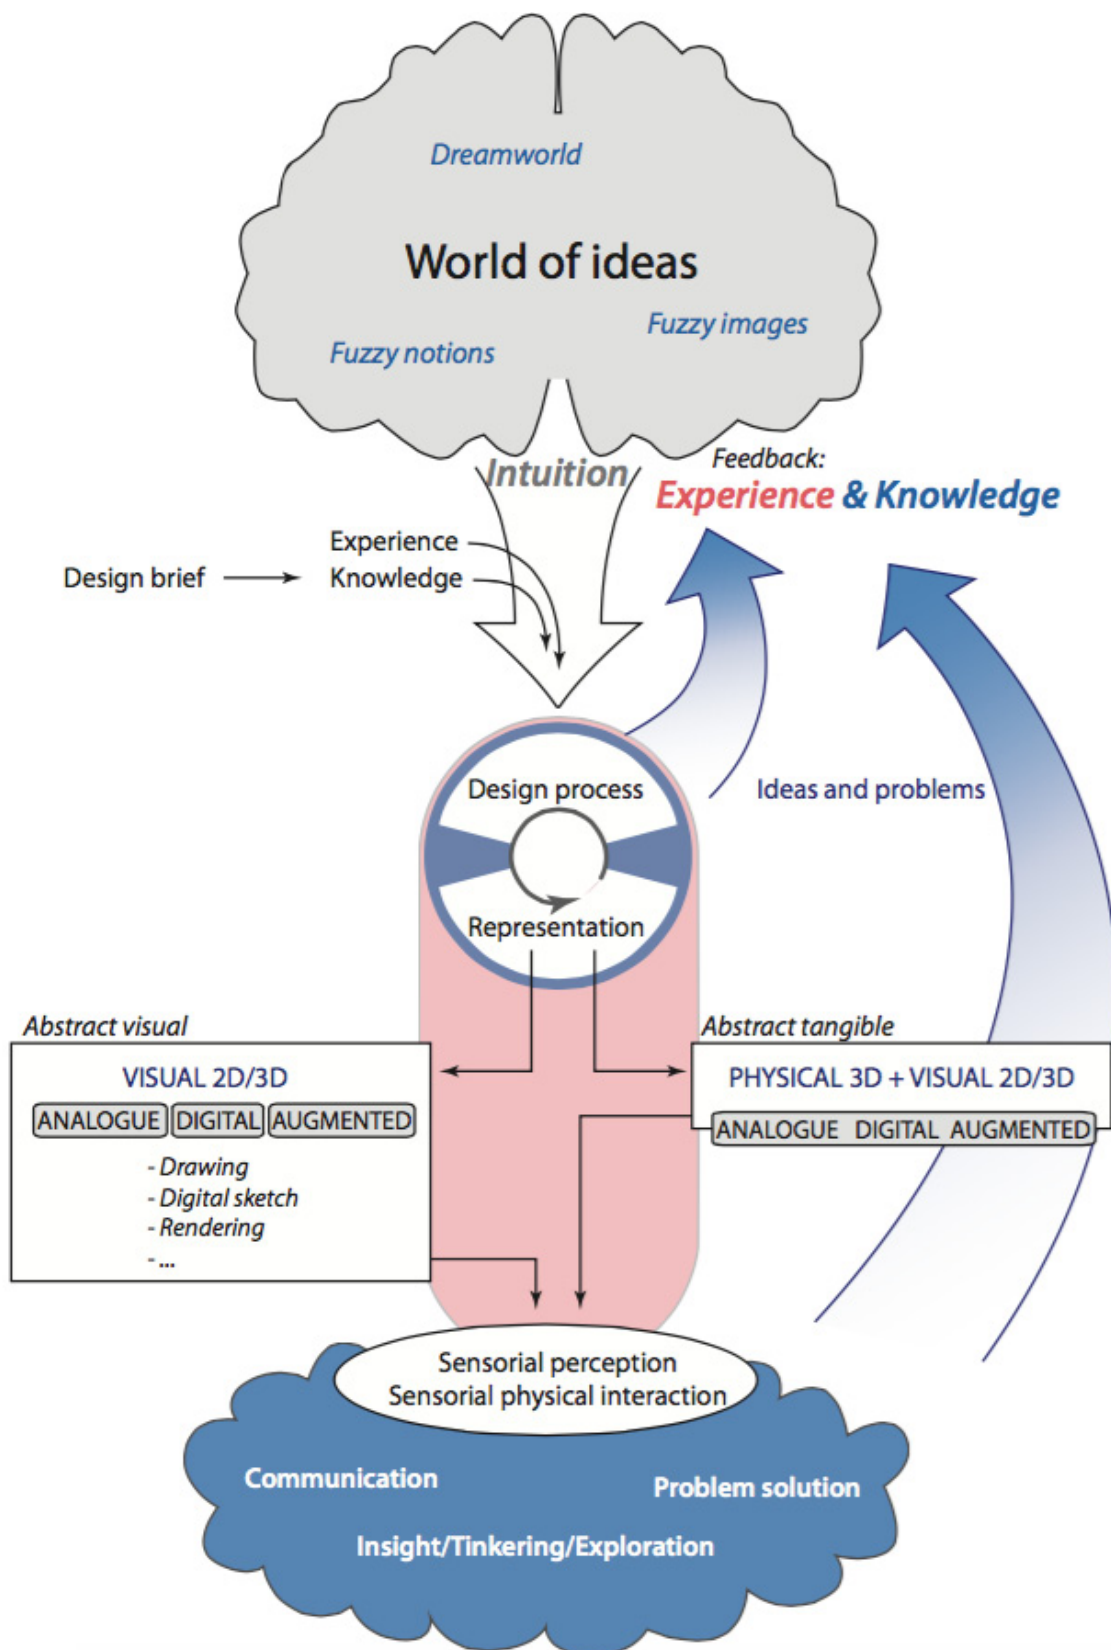 Dreamworld
World of ideas
Fuzzy images
Fuzzy notions
Intuition
Feedback:
Experience & Knowledge
Experience
Design brief
Knowledge
Design process
Ideas and problems
Representation
Abstract visual
VISUAL 2D/3D
ANALOGUE DIGITAL AUGMENTED
- Drawing
- Digital sketch
- Rendering
- ...
Abstract tangible
PHYSICAL 3D + VISUAL 2D/3D
ANALOGUE DIGITAL AUGMENTED
Sensorial perception
Sensorial physical interaction
Communication
Problem solution
Insight/Tinkering/Exploration